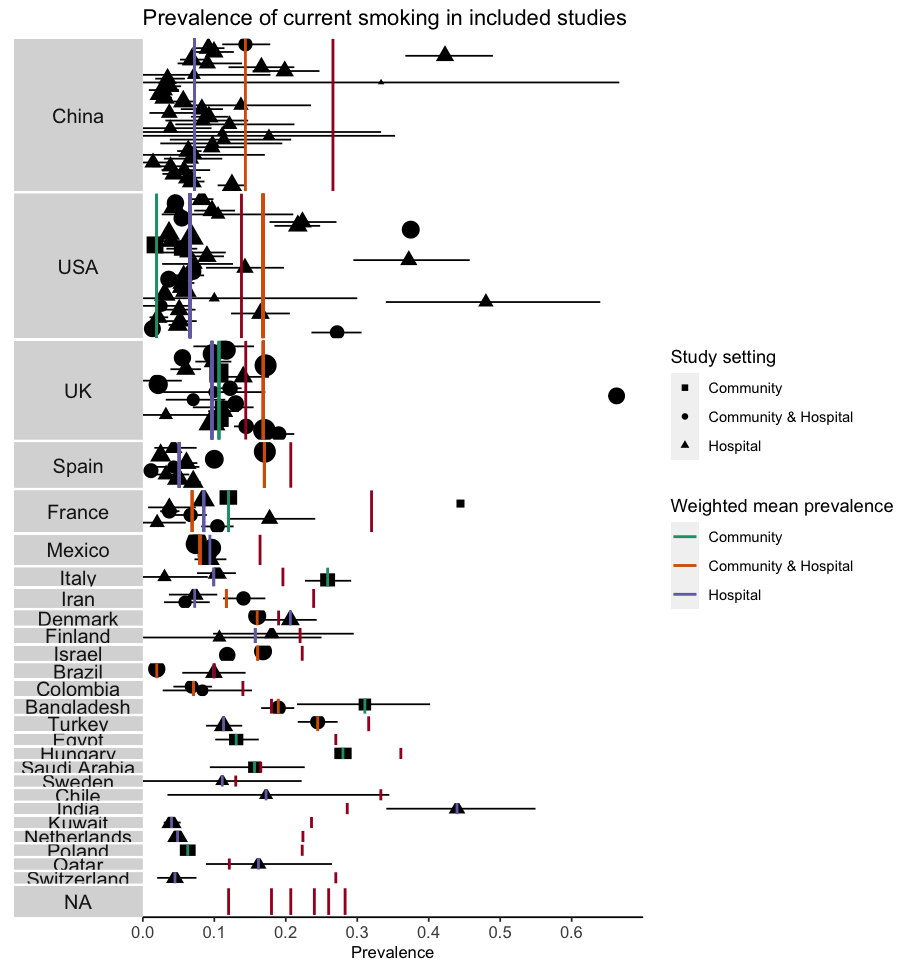 Prevalence of current smoking in included studies
China
USA
UK
Spain
France
Mexico
Italy
Iran
Denmark
Finland
Israel
Brazil
Colombia
Bangladesh
Turkey
Egypt
Hungary
Saudi Arabia
Sweden
Chile
India
Kuwait
Netherlands
Poland
Qatar
Switzerland
NA
0.0 0.1 0.2 0.3 0.4 0.5 0.6
Prevalence
Study setting
Community
Community & Hospital
Hospital
Weighted mean prevalence
Community
Community & Hospital
Hospital